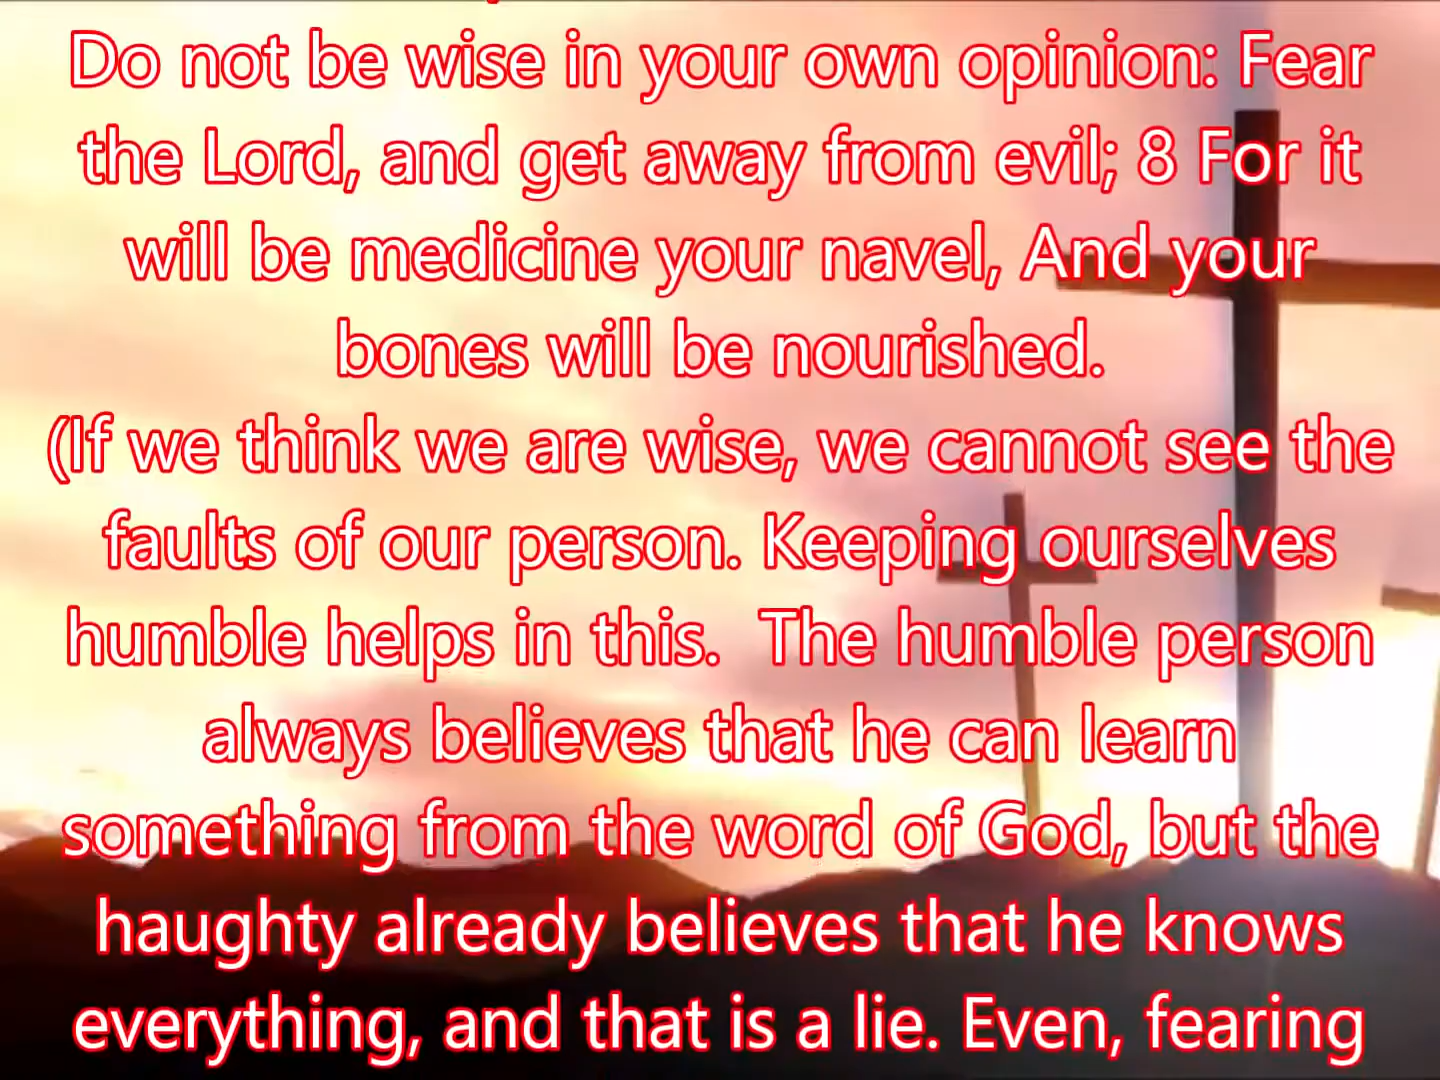 Do not be wise in your own opinion: Fear
the Lord, and get away from evil; 8 For it
will be medicine your navel, And your
bones will be nourished.
(If we think we are wise, we cannot see the
faults of our person. Keeping ourselves
humble helps in this.  The humble person
always believes that he can learn
something from the word of God, but the
haughty already believes that he knows
everything, and that is a lie. Even, fearing